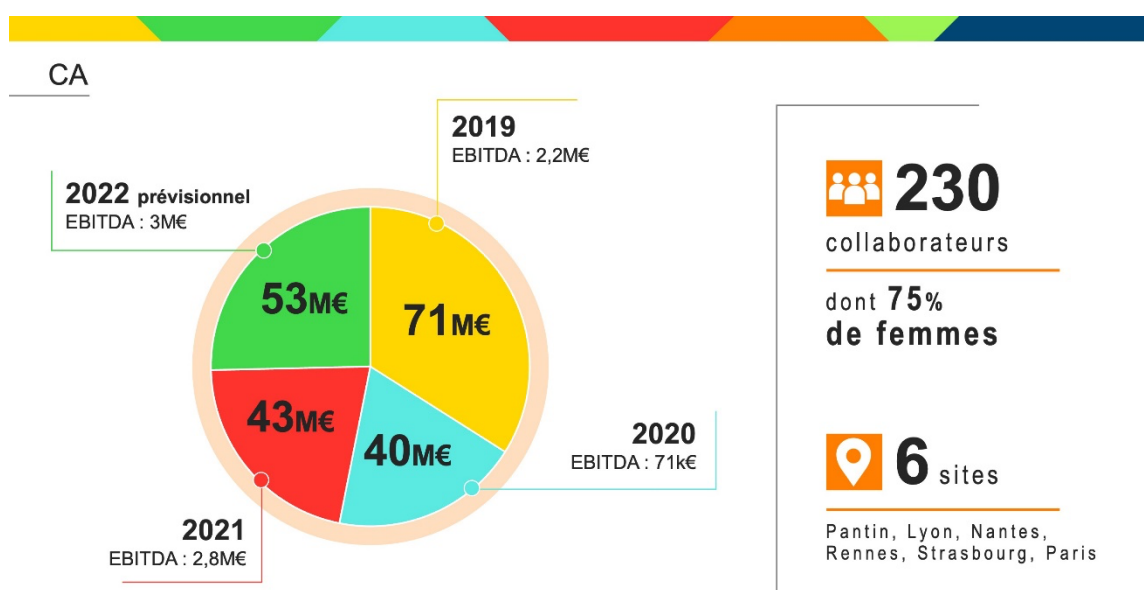 CA
2019
EBITDA : 2,2M€
2022 prévisionnel
EBITDA : 3M€
53M€
71M€
43M€
40M€
2020
EBITDA : 71k€
2021
EBITDA : 2,8M€
230
collaborateurs
dont 75%
de femmes
6 sites
Pantin, Lyon, Nantes,
Rennes, Strasbourg, Paris